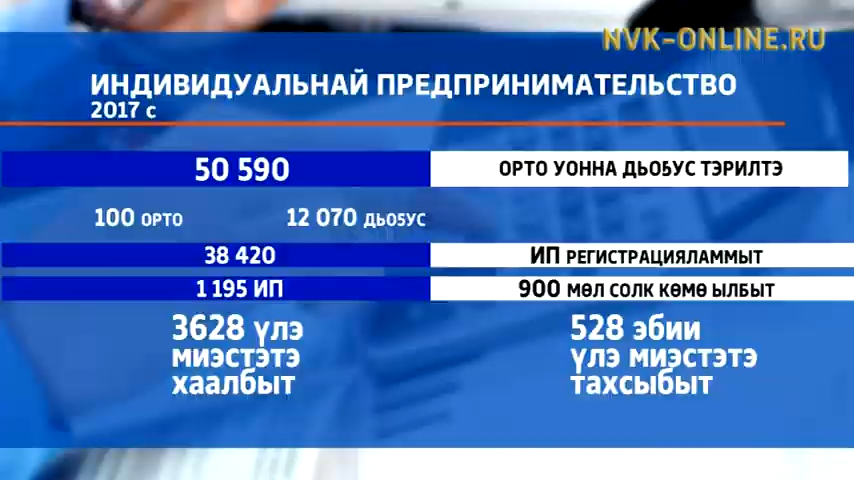 NVK-ONLINE.RU
ИНДИВИДУАЛЬНАЙ ПРЕДПРИНИМАТЕЛЬСТВО
2017 с
50 590 ОРТО УОННА ДЬОҔУС ТЭРИЛТЭ
100 ОРТО 12 070 ДЬОҔУС
38 420 ИП РЕГИСТРАЦИЯЛАММЫТ
1 195 ИП 900 МӨЛ СОЛК КӨМӨ ЫЛБЫТ
3628 үлэ
миэстэтэ
хаалбыт
528 эбии
үлэ миэстэтэ
тахсыбыт